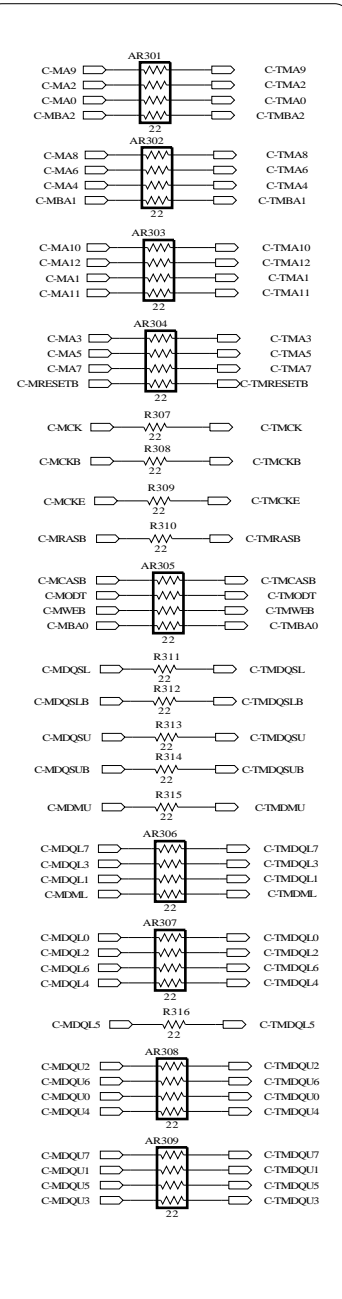 AR301
C-MA9 C-TMA9
C-MA2 C-TMA2
C-MA0 C-TMA0
C-MBA2 C-TMBA2
22
AR302
C-MA8 C-TMA8
C-MA6 C-TMA6
C-MA4 C-TMA4
C-MBA1 C-TMBA1
22
AR303
C-MA10 C-TMA10
C-MA12 C-TMA12
C-MA1 C-TMA1
C-MA11 C-TMA11
22
AR304
C-MA3 C-TMA3
C-MA5 C-TMA5
C-MA7 C-TMA7
C-MRESETB C-TMRESETB
22
R307
C-MCK C-TMCK
22
R308
C-MCKB C-TMCKB
22
R309
C-MCKE C-TMCKE
22
R310
C-MRASB C-TMRASB
22
AR305
C-MCASB C-TMCASB
C-MODT C-TMODT
C-MWEB C-TMWEB
C-MBA0 C-TMBA0
22
R311
C-MDQSL C-TMDQSL
22
R312
C-MDQSLB C-TMDQSLB
22
R313
C-MDQSU C-TMDQSU
22
R314
C-MDQSUB C-TMDQSUB
22
R315
C-MDMU C-TMDMU
22
AR306
C-MDQL7 C-TMDQL7
C-MDQL3 C-TMDQL3
C-MDQL1 C-TMDQL1
C-MDML C-TMDML
22
AR307
C-MDQL0 C-TMDQL0
C-MDQL2 C-TMDQL2
C-MDQL6 C-TMDQL6
C-MDQL4 C-TMDQL4
22
R316
C-MDQL5 C-TMDQL5
22
AR308
C-MDQU2 C-TMDQU2
C-MDQU6 C-TMDQU6
C-MDQU0 C-TMDQU0
C-MDQU4 C-TMDQU4
22
AR309
C-MDQU7 C-TMDQU7
C-MDQU1 C-TMDQU1
C-MDQU5 C-TMDQU5
C-MDQU3 C-TMDQU3
22